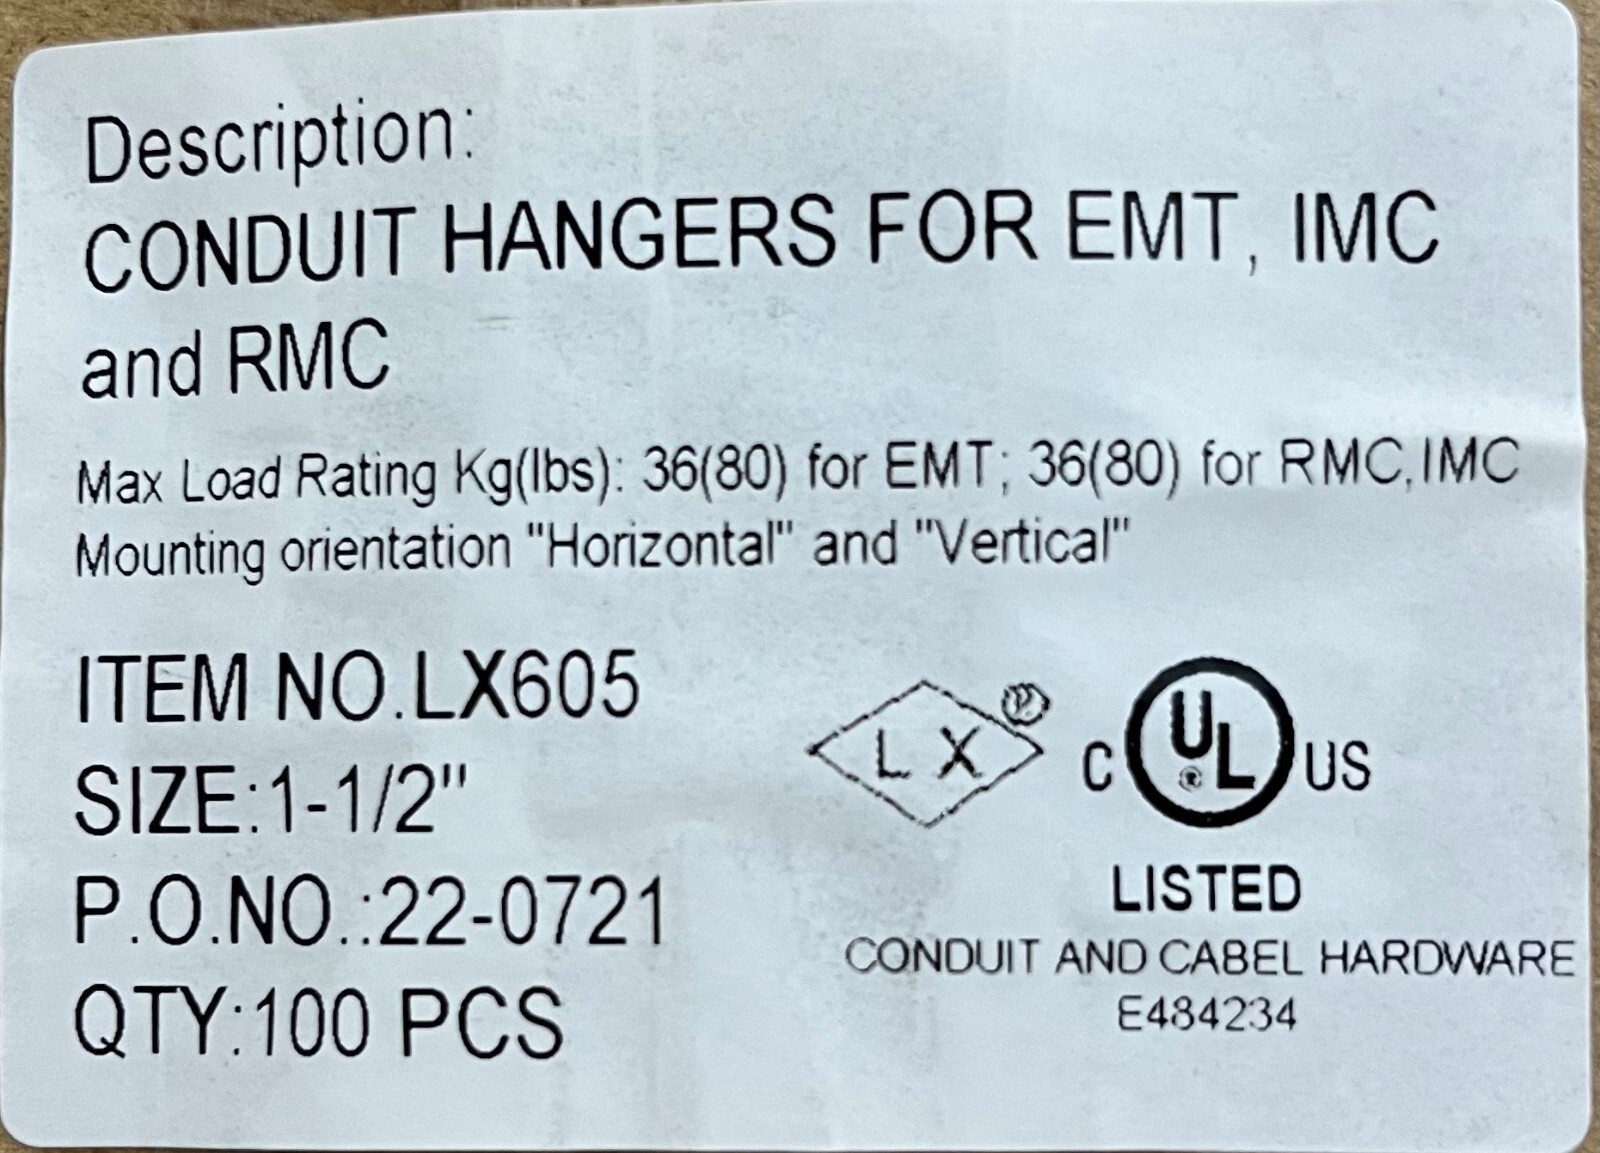 Description:
CONDUIT HANGERS FOR EMT, IMC
and RMC
Max Load Rating Kg(lbs): 36(80) for EMT; 36(80) for RMC,IMC
Mounting orientation "Horizontal" and "Vertical"
ITEM NO.LX605
SIZE:1-1/2"
P.O.NO.:22-0721
QTY:100 PCS
LX
C UL ® US
LISTED
CONDUIT AND CABEL HARDWARE
E484234